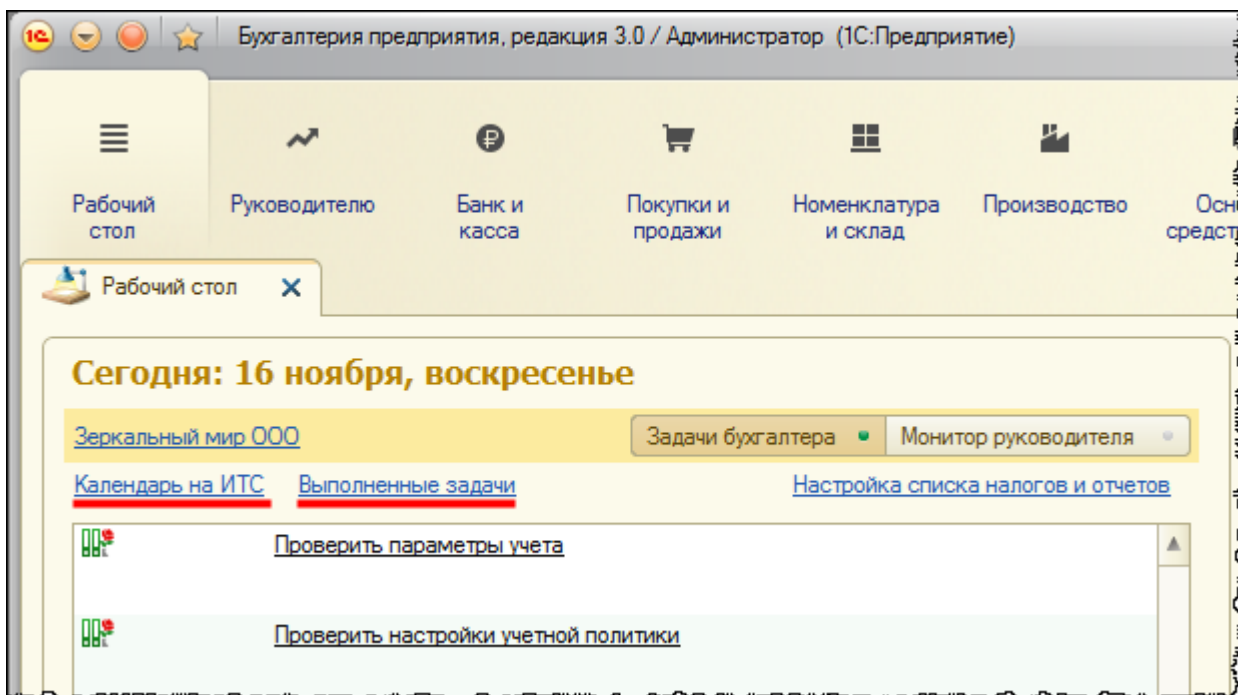 1С Бухгалтерия предприятия, редакция 3.0 / Администратор (1С:Предприятие)
Рабочий стол
Руководителю
Банк и касса
Покупки и продажи
Номенклатура и склад
Производство
Рабочий стол
Сегодня: 16 ноября, воскресенье
Зеркальный мир ООО Задачи бухгалтера Монитор руководителя
Календарь на ИТС Выполненные задачи Настройка списка налогов и отчетов
Проверить параметры учета
Проверить настройки учетной политики